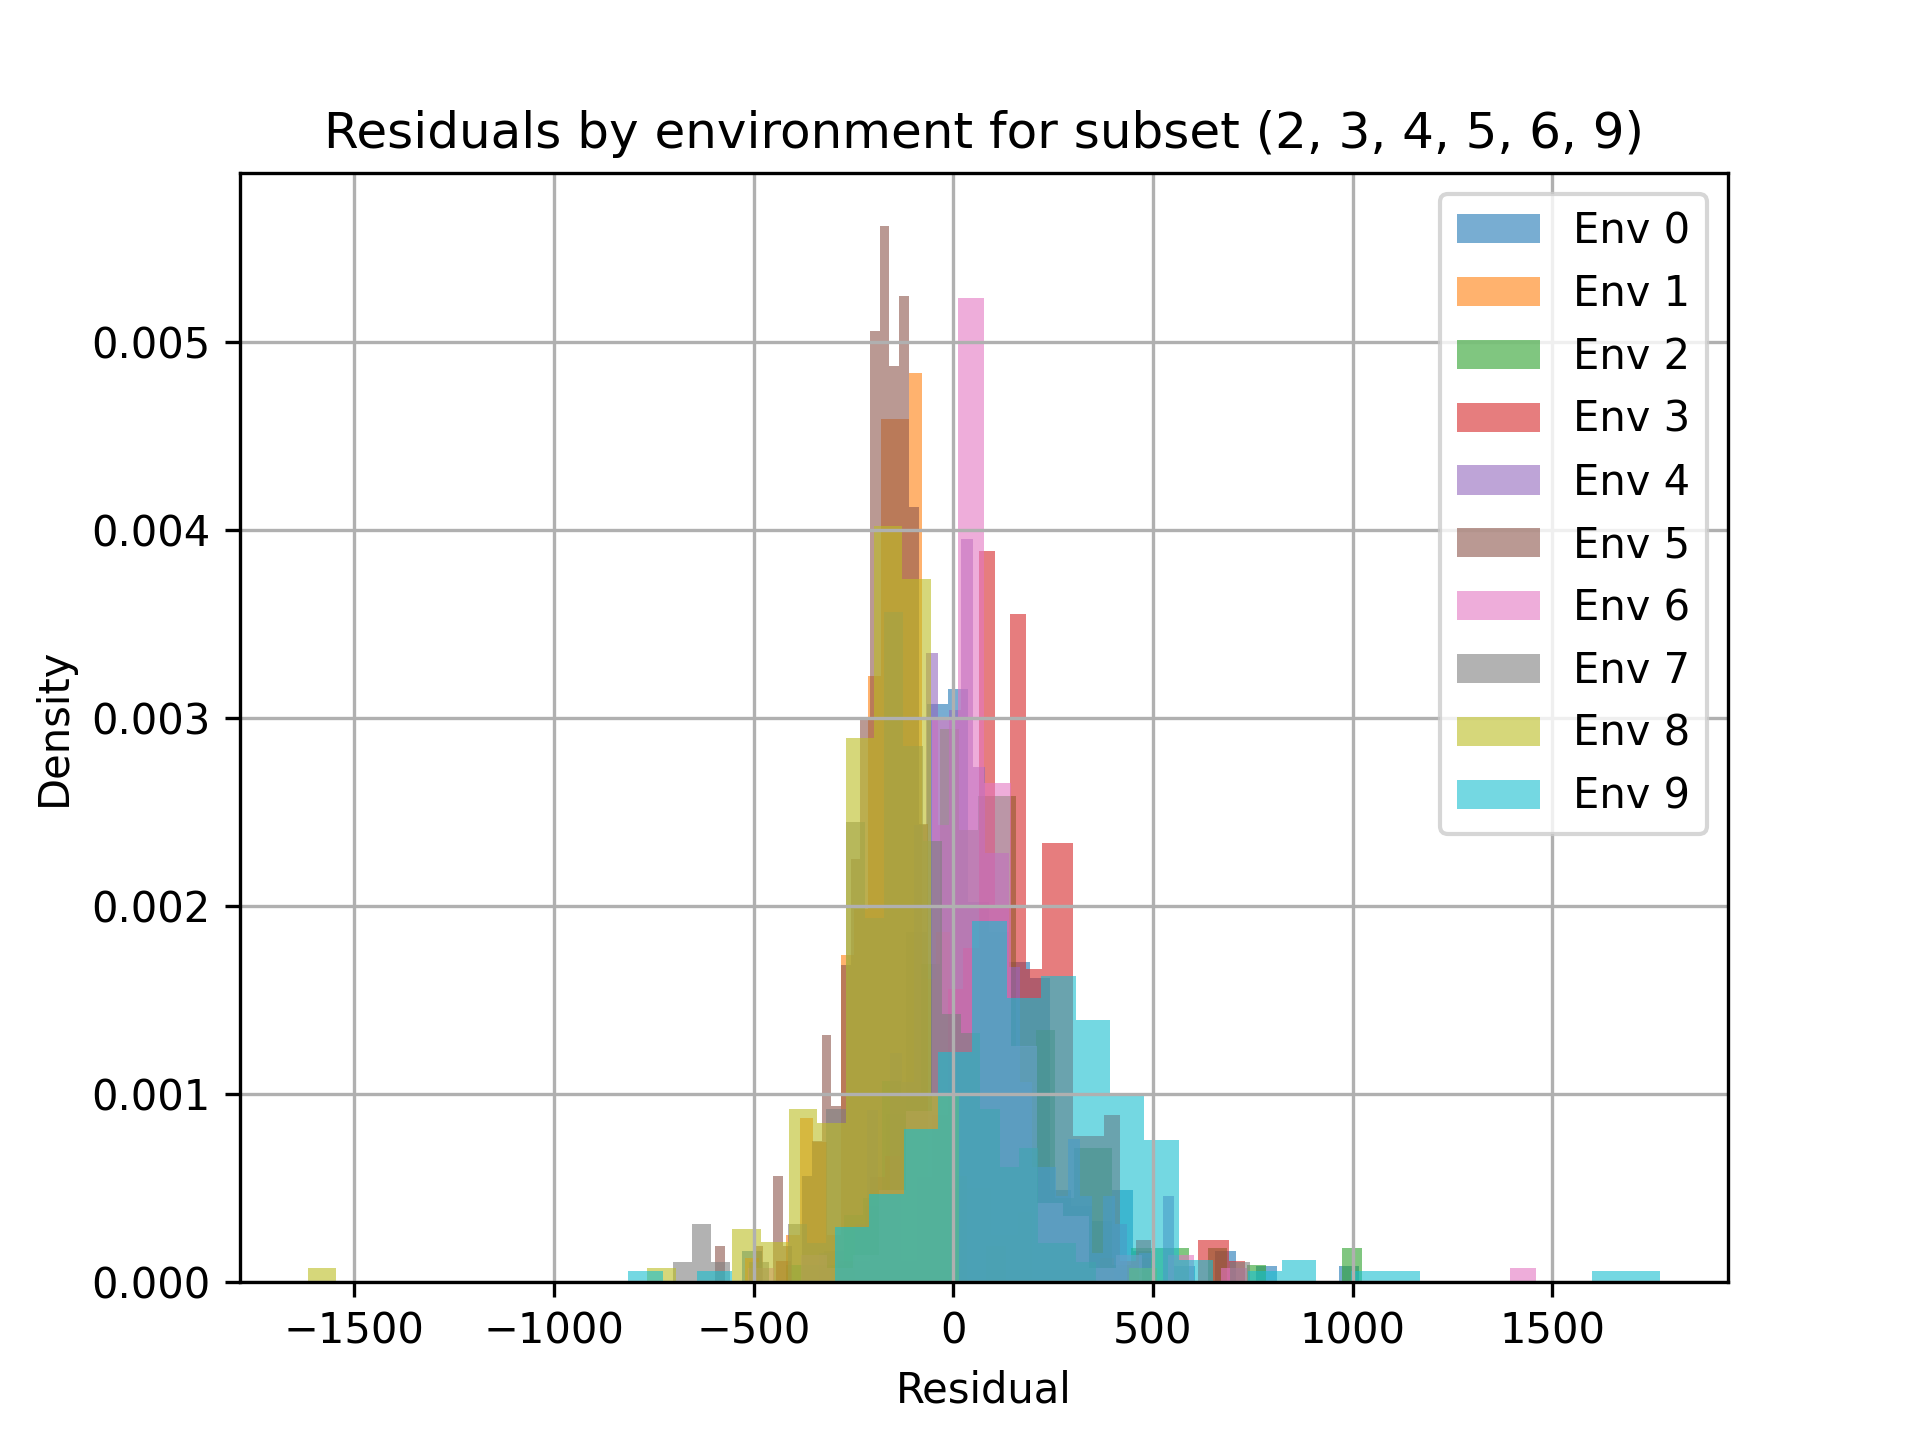 Residuals by environment for subset (2, 3, 4, 5, 6, 9)
Env 0
Env 1
Env 2
Env 3
Env 4
Env 5
Env 6
Env 7
Env 8
Env 9
Density
0.005
0.004
0.003
0.002
0.001
0.000
−1500 −1000 −500 0 500 1000 1500
Residual